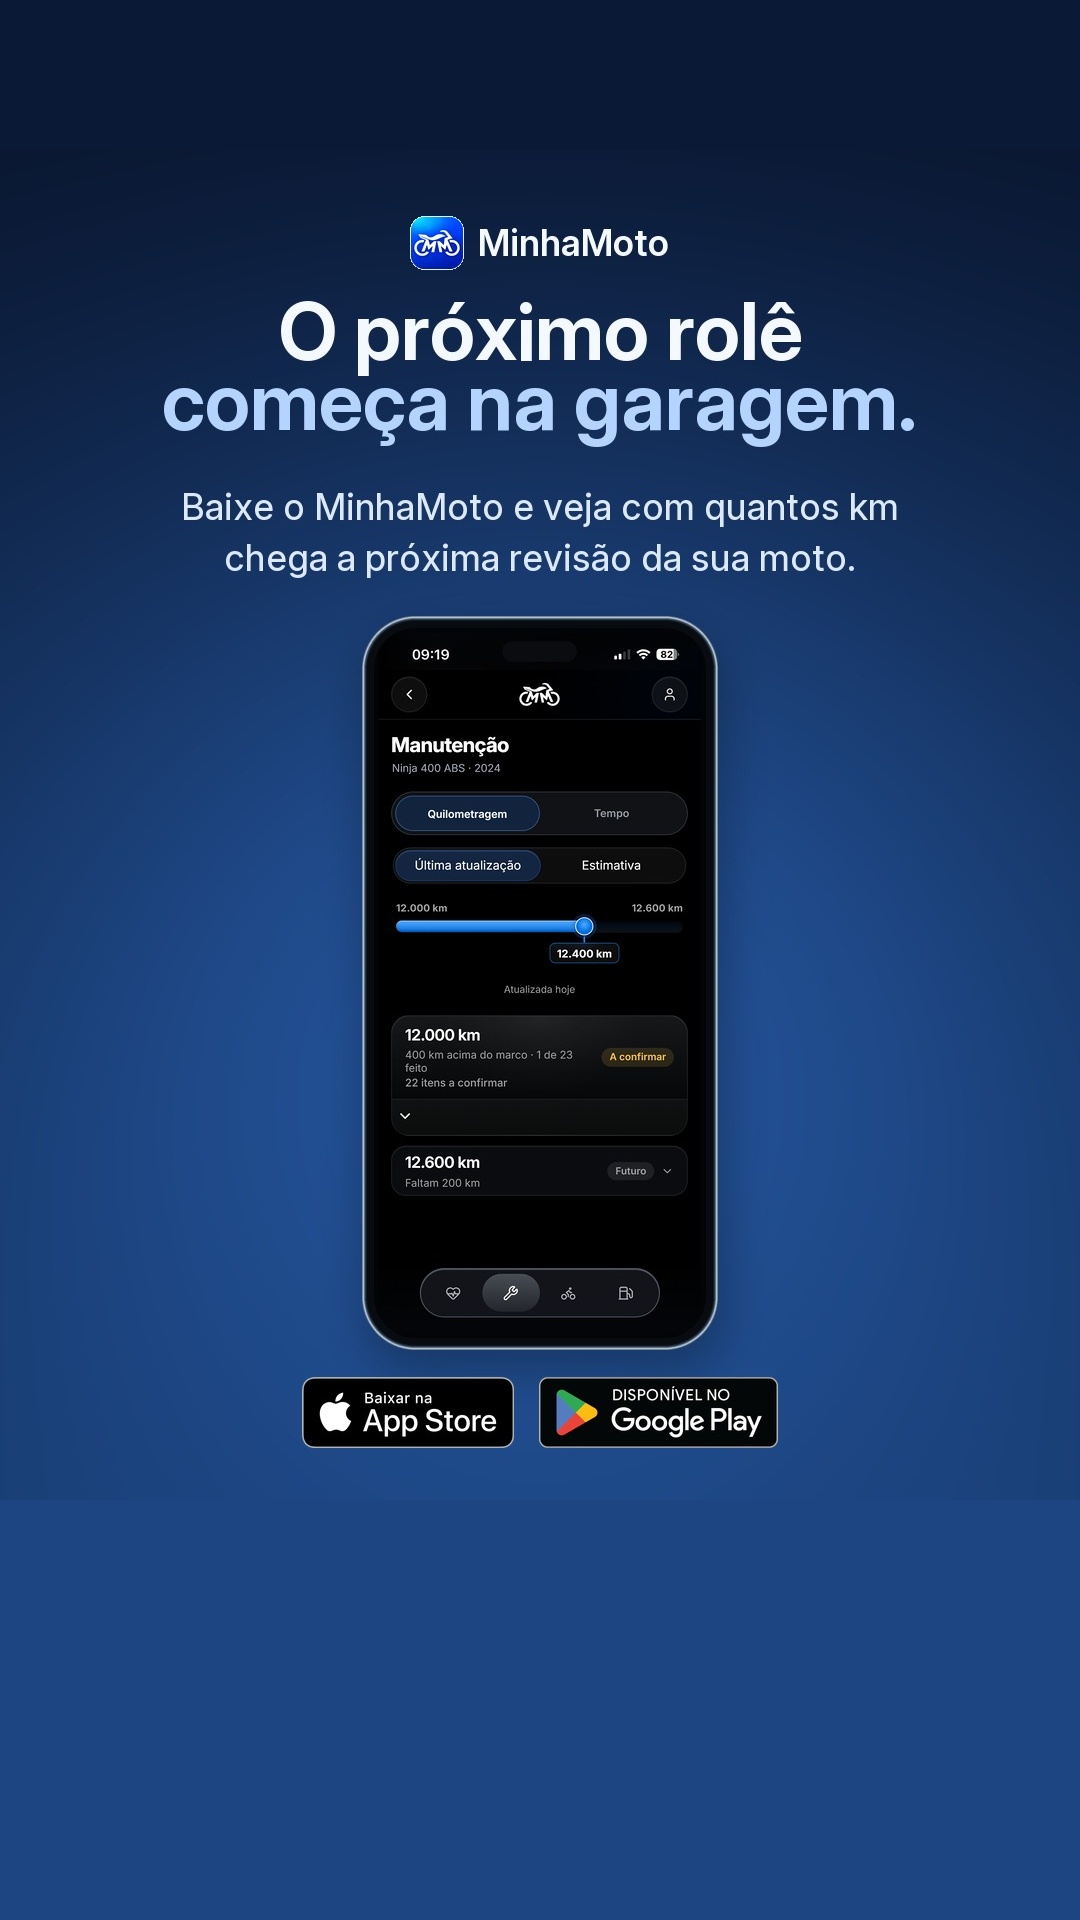 MinhaMoto
O próximo rolê
começa na garagem.
Baixe o MinhaMoto e veja com quantos km
chega a próxima revisão da sua moto.
09:19
82
MM
Manutenção
Ninja 400 ABS · 2024
Quilometragem
Tempo
Última atualização
Estimativa
12.000 km
12.600 km
12.400 km
Atualizada hoje
12.000 km
400 km acima do marco · 1 de 23
feito
22 itens a confirmar
A confirmar
12.600 km
Faltam 200 km
Futuro
Baixar na
App Store
DISPONÍVEL NO
Google Play